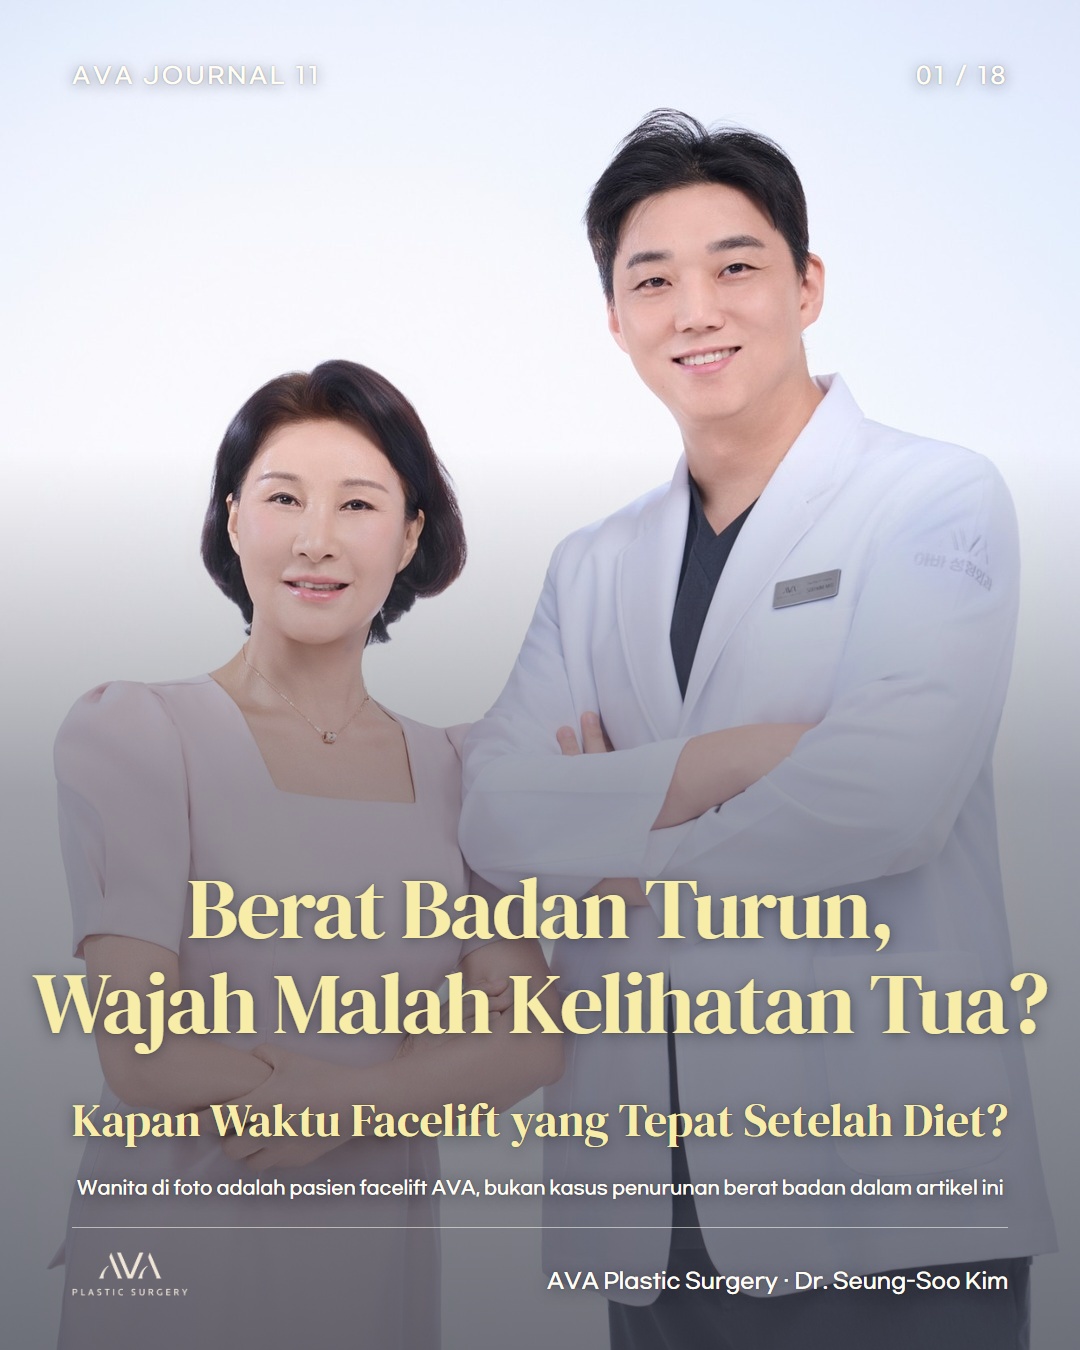 AVA JOURNAL 11
01 / 18
Berat Badan Turun,
Wajah Malah Kelihatan Tua?
Kapan Waktu Facelift yang Tepat Setelah Diet?
Wanita di foto adalah pasien facelift AVA, bukan kasus penurunan berat badan dalam artikel ini
AVA
PLASTIC SURGERY
AVA Plastic Surgery · Dr. Seung-Soo Kim